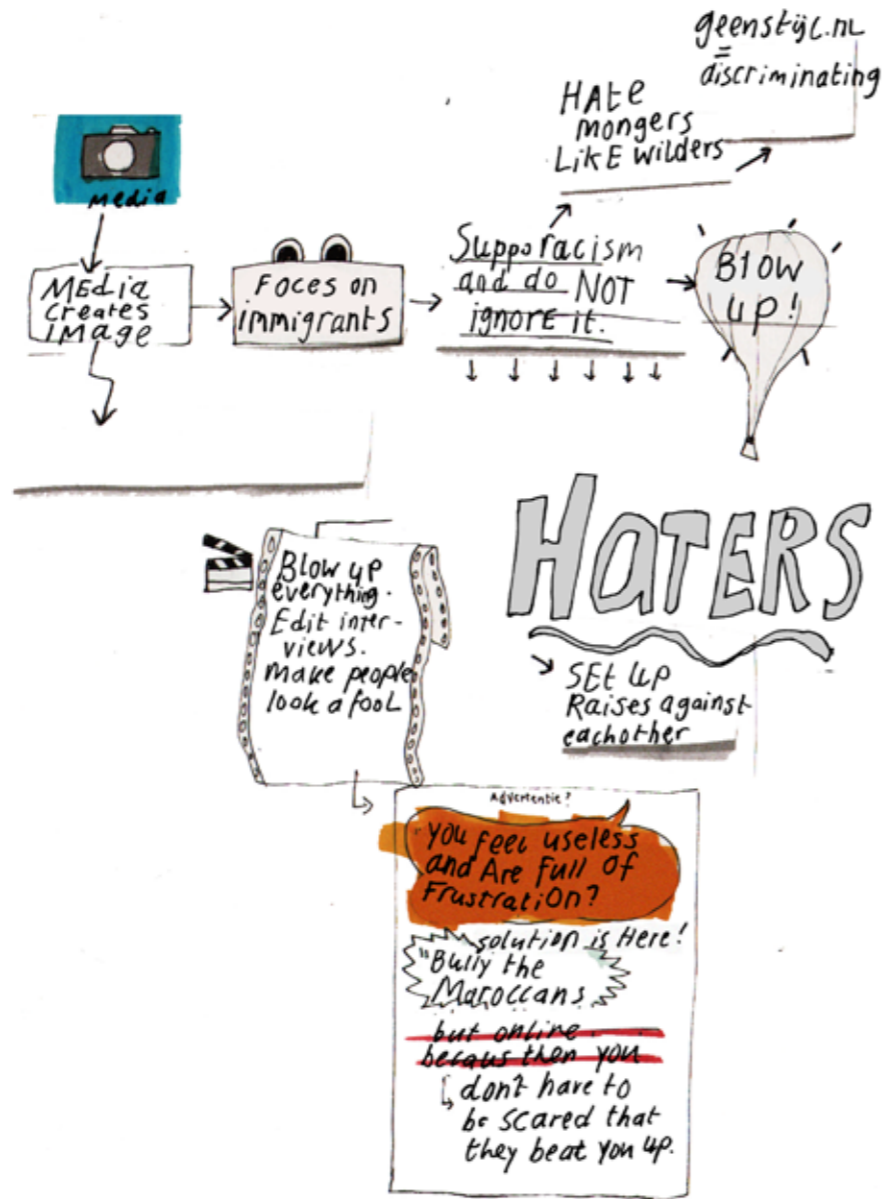 geenstijl.nl
=
discriminating
HAte
mongers
Like Wilders
Media
MEdia
creates
IMAGE
Foces on
immigrants
Supporacism
and do NOT
ignore it.
Blow
up!
HaTERS
SEt up
Raises against
eachother
Blow up
everything.
Edit inter-
views.
make people
look a fool
Advertentie?
"you feel useless
and Are full of
Frustration?
solution is Here!
"Bully the
Maroccans
but online
becaus then you
don't have to
be scared that
they beat you up.